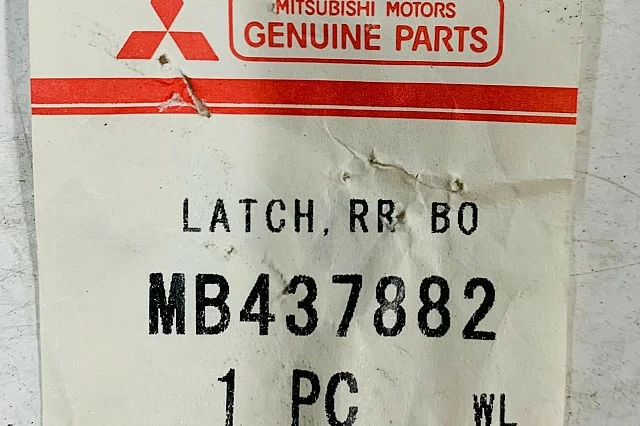 MITSUBISHI MOTORS
GENUINE PARTS
LATCH, RR BO
MB437882
1 PC WL